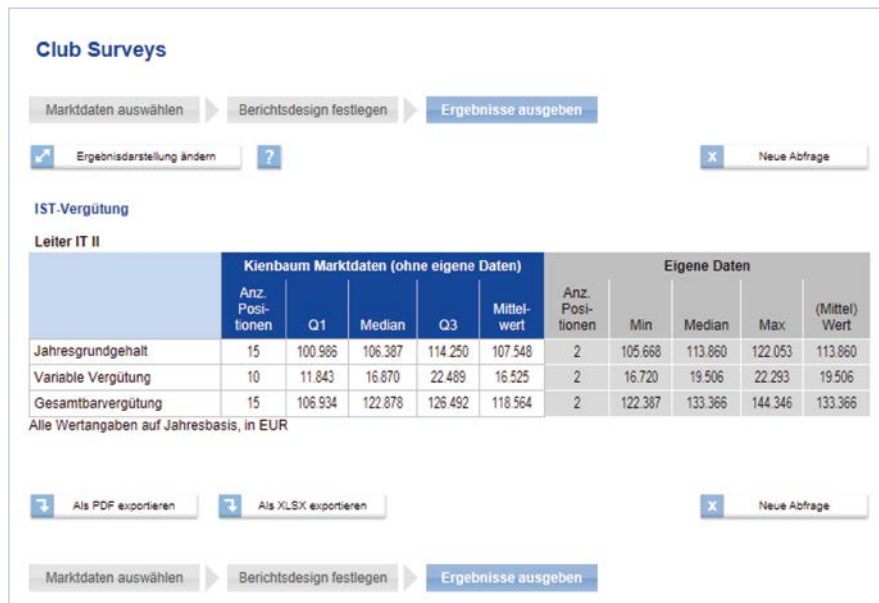 Club Surveys
Marktdaten auswählen Berichtsdesign festlegen Ergebnisse ausgeben
Ergebnisdarstellung ändern ? x Neue Abfrage
IST-Vergütung
Leiter IT II
Kienbaum Marktdaten (ohne eigene Daten) Eigene Daten
Anz. Posi-tionen Q1 Median Q3 Mittel-wert Anz. Posi-tionen Min Median Max (Mittel) Wert
Jahresgrundgehalt 15 100.986 106.387 114.250 107.548 2 105.668 113.860 122.053 113.860
Variable Vergütung 10 11.843 16.870 22.489 16.525 2 16.720 19.506 22.293 19.506
Gesamtbarvergütung 15 106.934 122.878 126.492 118.564 2 122.387 133.366 144.346 133.366
Alle Wertangaben auf Jahresbasis, in EUR
Als PDF exportieren Als XLSX exportieren x Neue Abfrage
Marktdaten auswählen Berichtsdesign festlegen Ergebnisse ausgeben